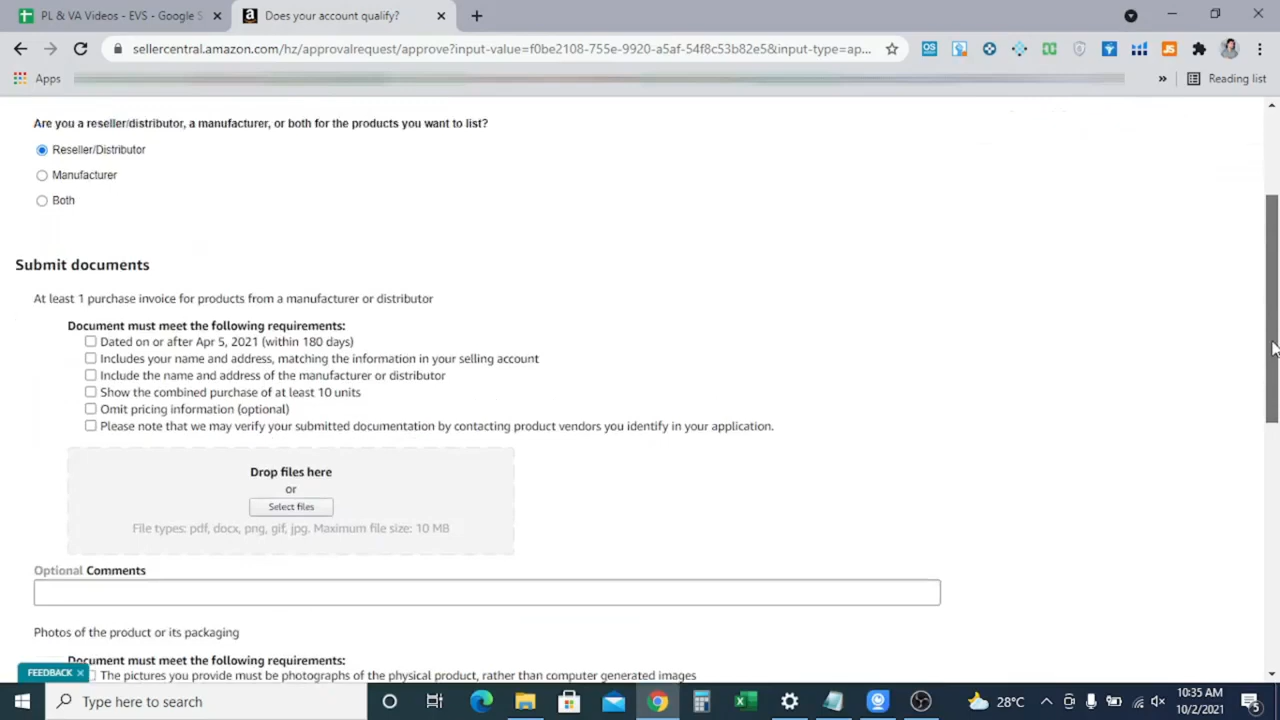 PL & VA Videos - EVS - Google S
Does your account qualify?
sellercentral.amazon.com/hz/approvalrequest/approve?input-value=f0be2108-755e-9920-a5af-54f8c53b82e5&input-type=ap...
Apps
»
Reading list
Are you a reseller/distributor, a manufacturer, or both for the products you want to list?
Reseller/Distributor
Manufacturer
Both
Submit documents
At least 1 purchase invoice for products from a manufacturer or distributor
Document must meet the following requirements:
Dated on or after Apr 5, 2021 (within 180 days)
Includes your name and address, matching the information in your selling account
Include the name and address of the manufacturer or distributor
Show the combined purchase of at least 10 units
Omit pricing information (optional)
Please note that we may verify your submitted documentation by contacting product vendors you identify in your application.
Drop files here
or
Select files
File types: pdf, docx, png, gif, jpg. Maximum file size: 10 MB
Optional Comments
Photos of the product or its packaging
Document must meet the following requirements:
FEEDBACK
The pictures you provide must be photographs of the physical product, rather than computer generated images
Type here to search
28°C
10:35 AM
10/2/2021
5